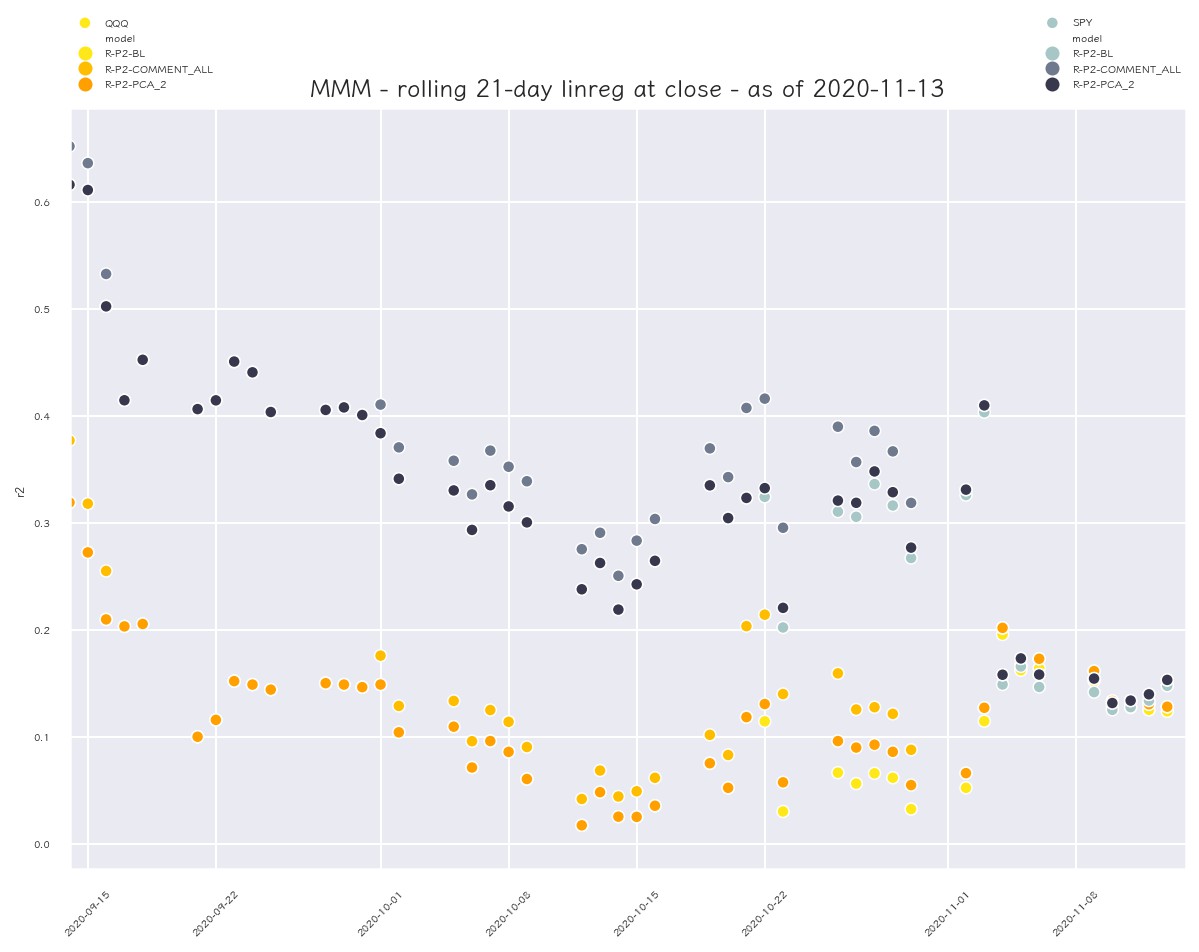 QQQ
model
R-P2-BL
R-P2-COMMENT_ALL
R-P2-PCA_2
SPY
model
R-P2-BL
R-P2-COMMENT_ALL
R-P2-PCA_2
MMM - rolling 21-day linreg at close - as of 2020-11-13
r2
0.6
0.5
0.4
0.3
0.2
0.1
0.0
2020-09-15
2020-09-22
2020-10-01
2020-10-08
2020-10-15
2020-10-22
2020-11-01
2020-11-08